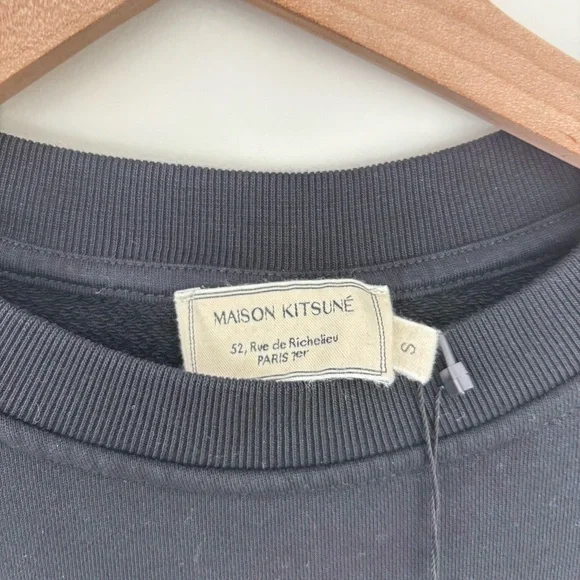 MAISON KITSUNÉ
52, Rue de Richelieu
PARIS 1er
S